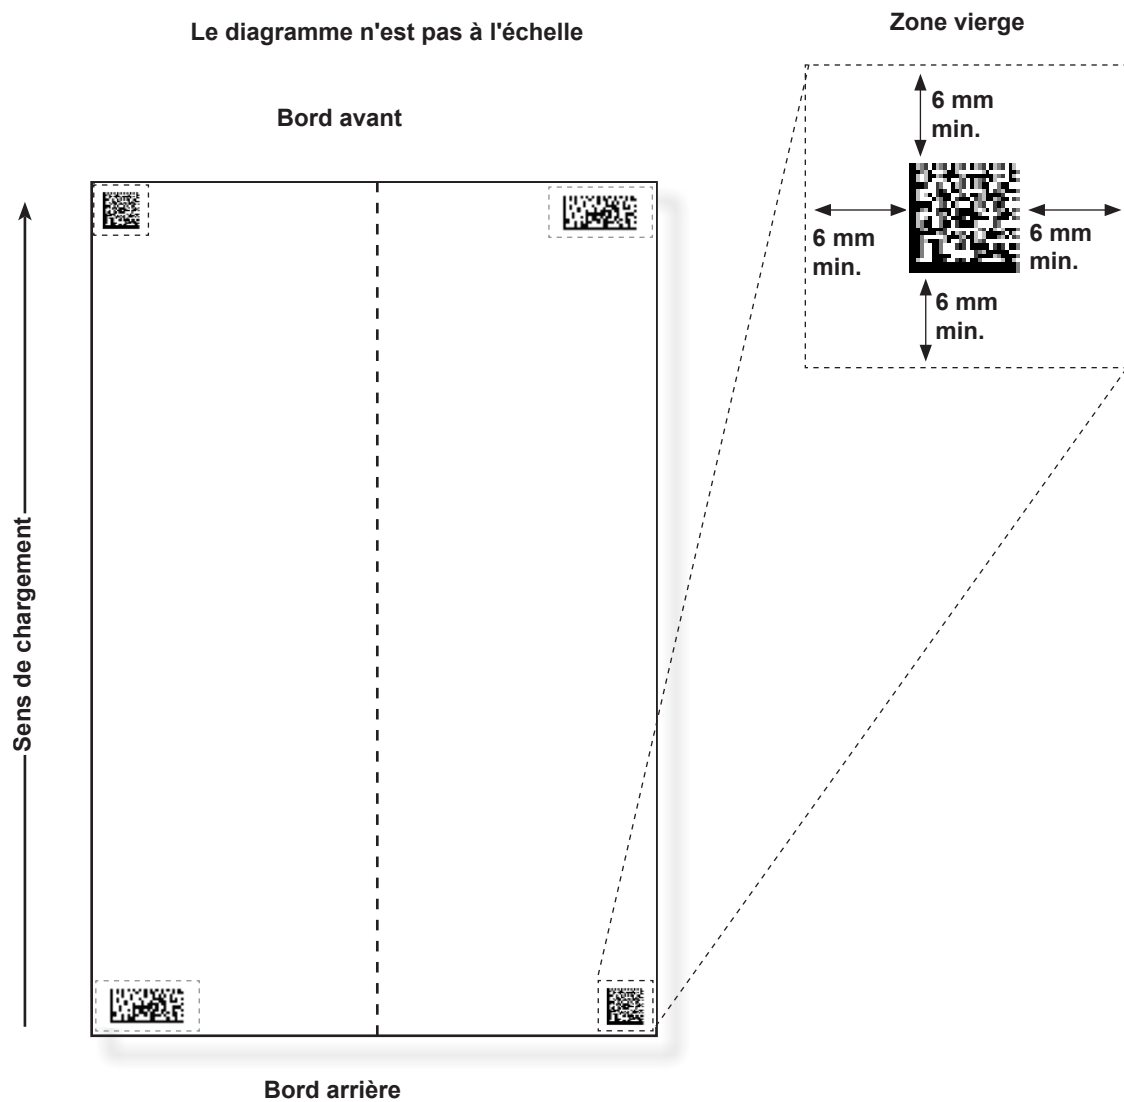 Le diagramme n'est pas à l'échelle
Zone vierge
Bord avant
6 mm
min.
6 mm
min.
6 mm
min.
6 mm
min.
Sens de chargement
Bord arrière